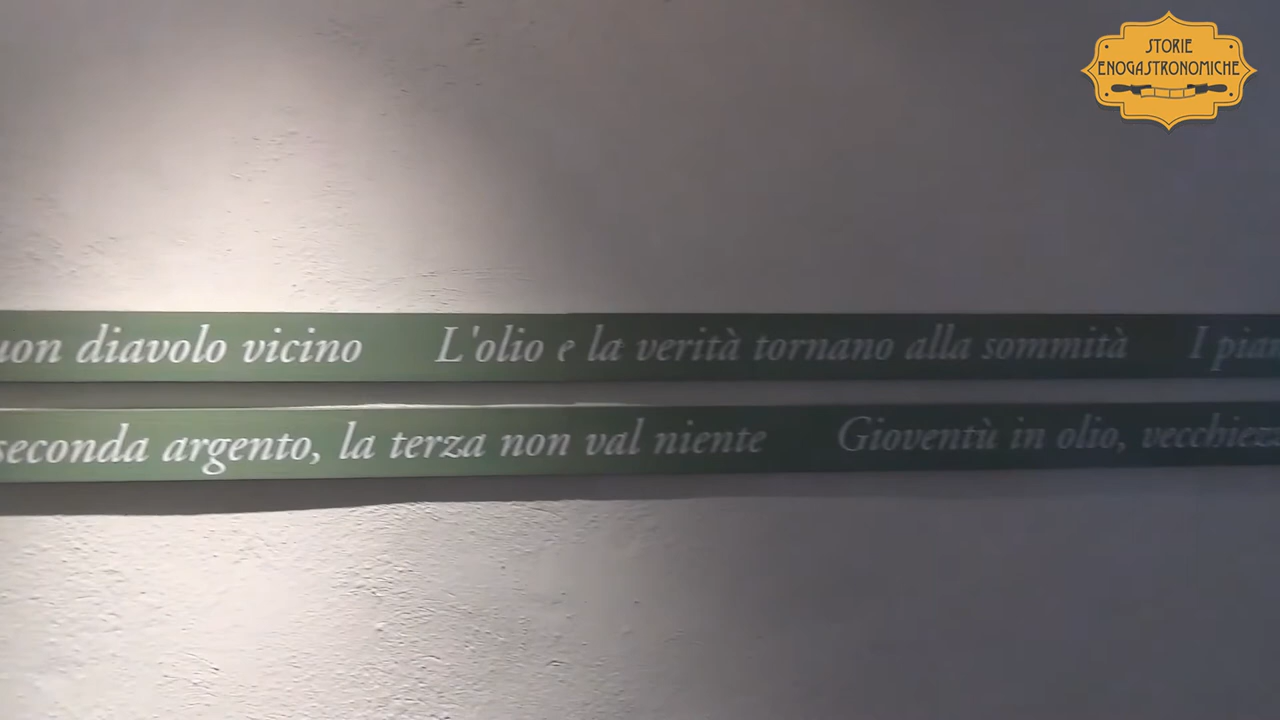 STORIE
ENOGASTRONOMICHE
diavolo vicino L'olio e la verità tornano alla sommità I
seconda argento, la terza non val niente Gioventù in olio,